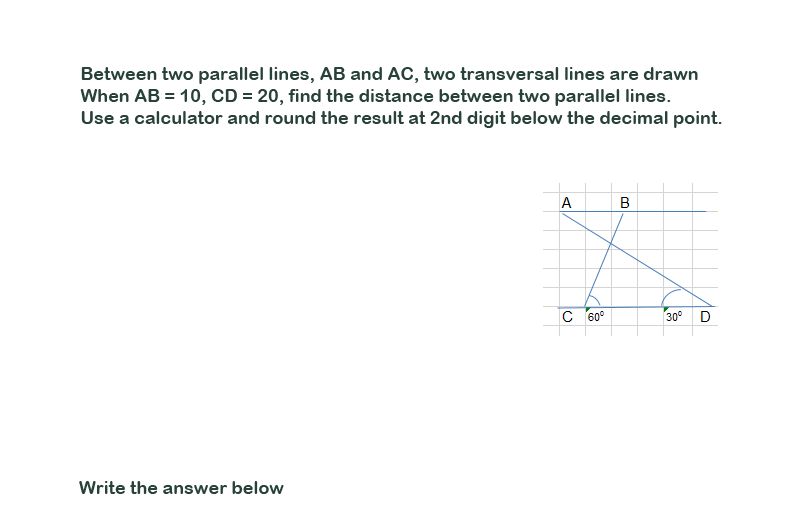 Between two parallel lines, AB and AC, two transversal lines are drawn
When AB = 10, CD = 20, find the distance between two parallel lines.
Use a calculator and round the result at 2nd digit below the decimal point.
A B
C 60⁰ 30⁰ D
Write the answer below